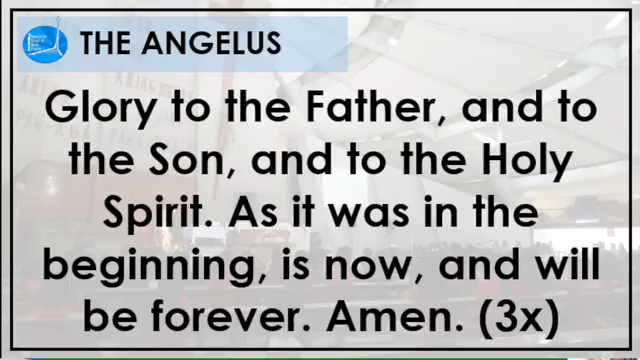 THE ANGELUS
Glory to the Father, and to
the Son, and to the Holy
Spirit. As it was in the
beginning, is now, and will
be forever. Amen. (3x)